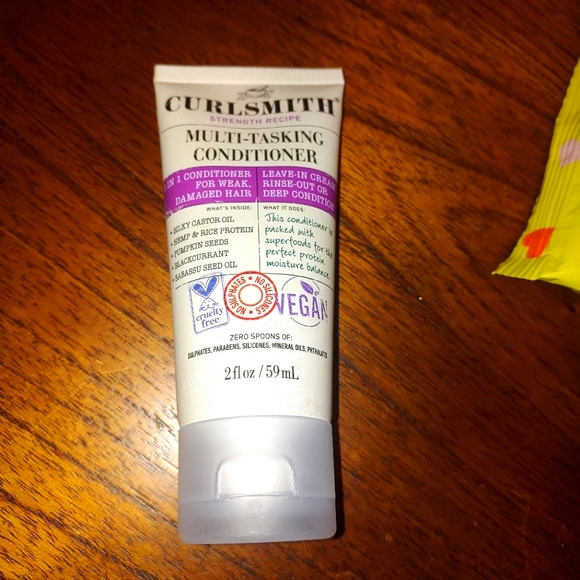 CURLSMITH
STRENGTH RECIPE
MULTI-TASKING
CONDITIONER
IN 1 CONDITIONER
FOR WEAK,
DAMAGED HAIR
LEAVE-IN CREAM
RINSE-OUT OR
DEEP CONDITION
WHAT'S INSIDE:
• SILKY CASTOR OIL
• HEMP & RICE PROTEIN
• PUMPKIN SEEDS
• BLACKCURRANT
• BABASSU SEED OIL
WHAT IT DOES:
This conditioner is
packed with
superfoods for the
perfect protein
moisture balance
cruelty
free
NO SULPHATES • NO SILICONES •
VEGAN
ZERO SPOONS OF:
SULPHATES, PARABENS, SILICONES, MINERAL OILS, PHTHALATES
2 fl oz / 59 mL